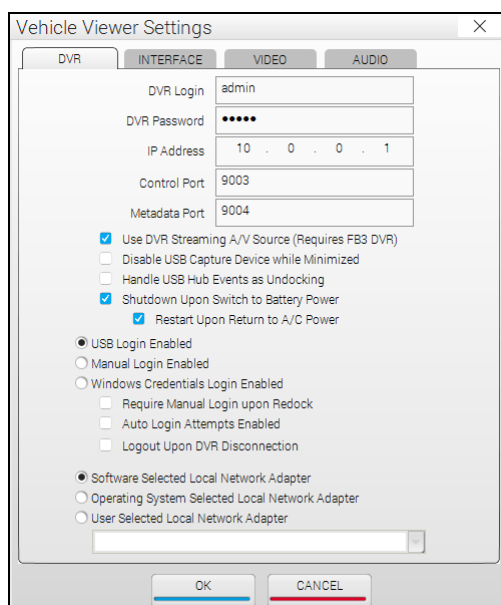 Vehicle Viewer Settings
DVR INTERFACE VIDEO AUDIO
DVR Login admin
DVR Password •••••
IP Address 10 . 0 . 0 . 1
Control Port 9003
Metadata Port 9004
Use DVR Streaming A/V Source (Requires FB3 DVR)
Disable USB Capture Device while Minimized
Handle USB Hub Events as Undocking
Shutdown Upon Switch to Battery Power
Restart Upon Return to A/C Power
USB Login Enabled
Manual Login Enabled
Windows Credentials Login Enabled
Require Manual Login upon Redock
Auto Login Attempts Enabled
Logout Upon DVR Disconnection
Software Selected Local Network Adapter
Operating System Selected Local Network Adapter
User Selected Local Network Adapter
OK CANCEL